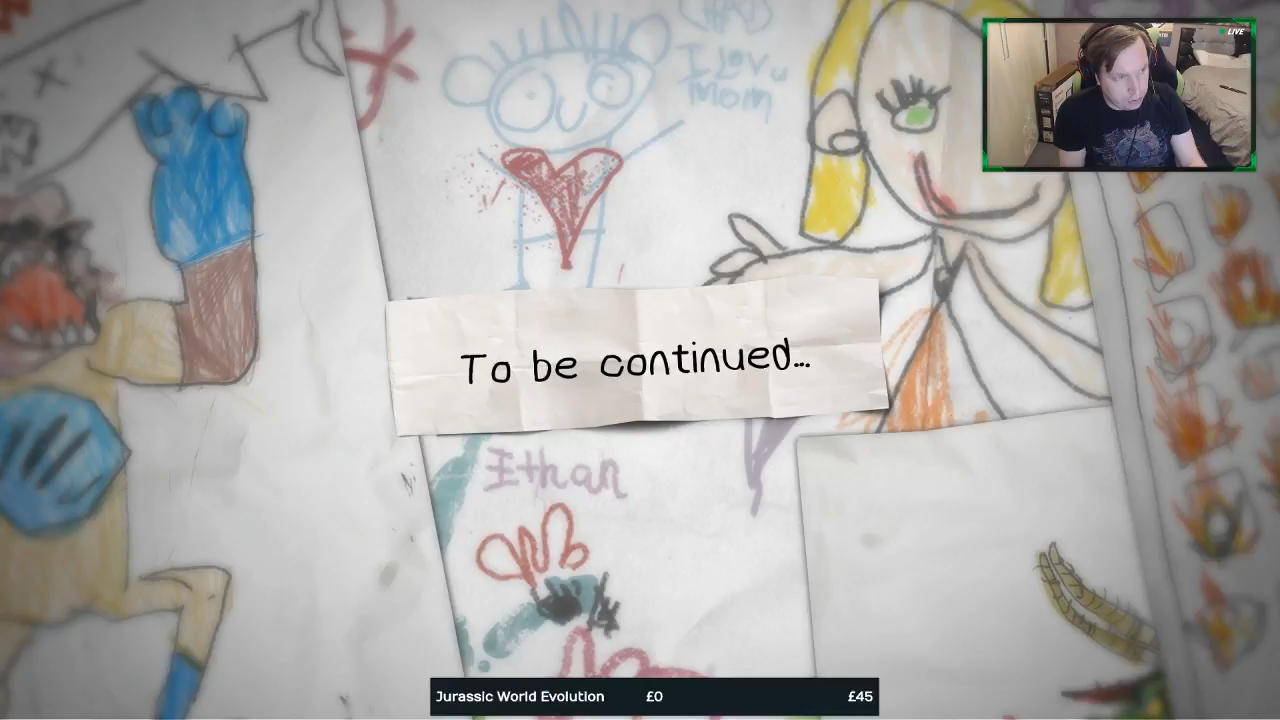 I Lov u
Mom
LIVE
To be continued...
Ethan
Jurassic World Evolution £0 £45